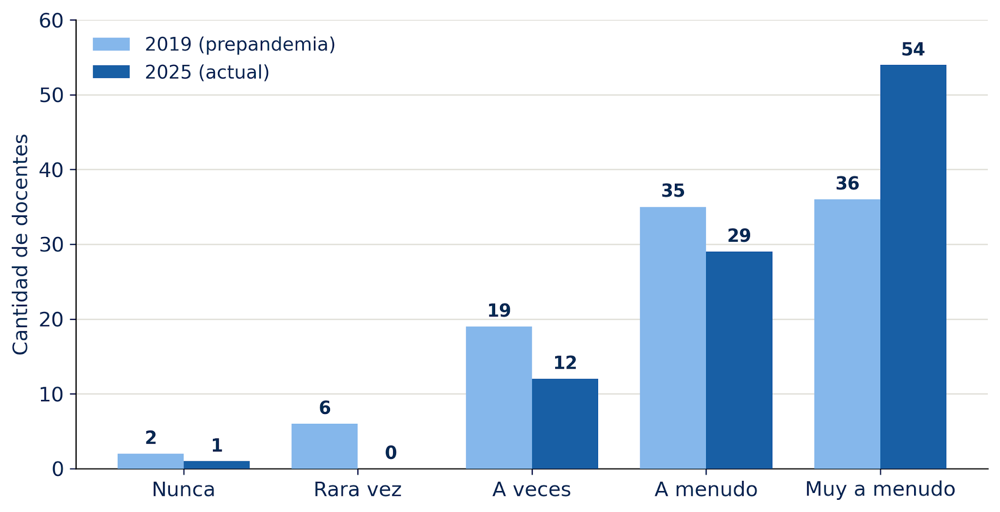 60
50
40
30
20
10
0
Cantidad de docentes
2019 (prepandemia)
2025 (actual)
2
1
6
0
19
12
35
29
36
54
Nunca
Rara vez
A veces
A menudo
Muy a menudo